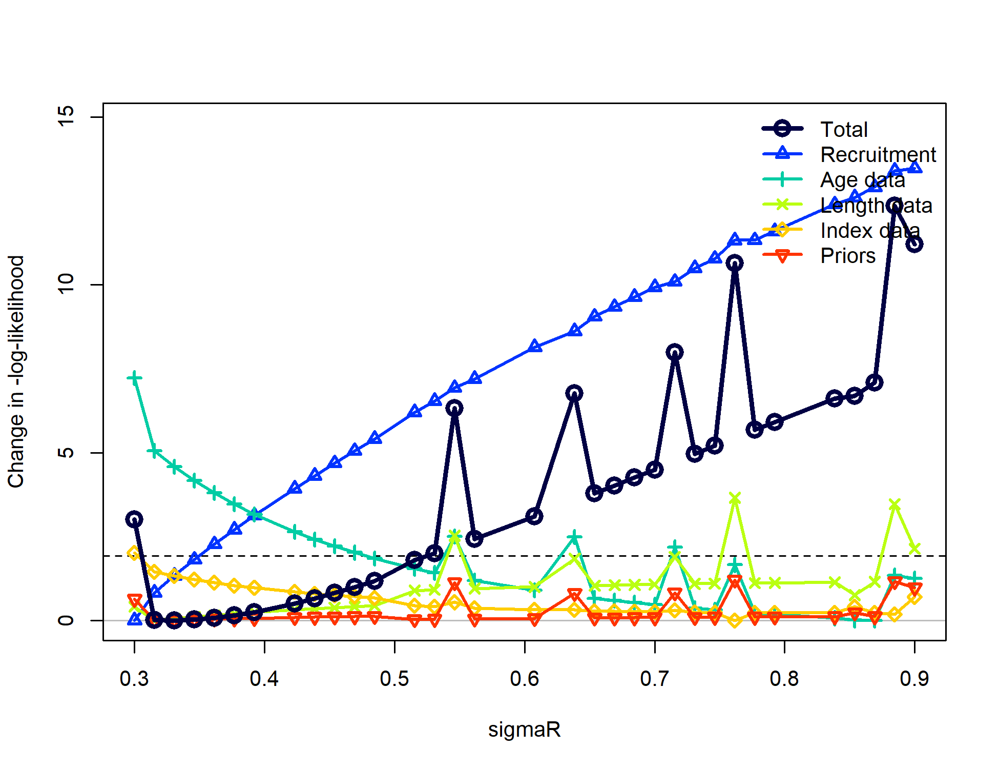 15
10
5
0
Change in -log-likelihood
Total
Recruitment
Age data
Length data
Index data
Priors
0.3 0.4 0.5 0.6 0.7 0.8 0.9
sigmaR